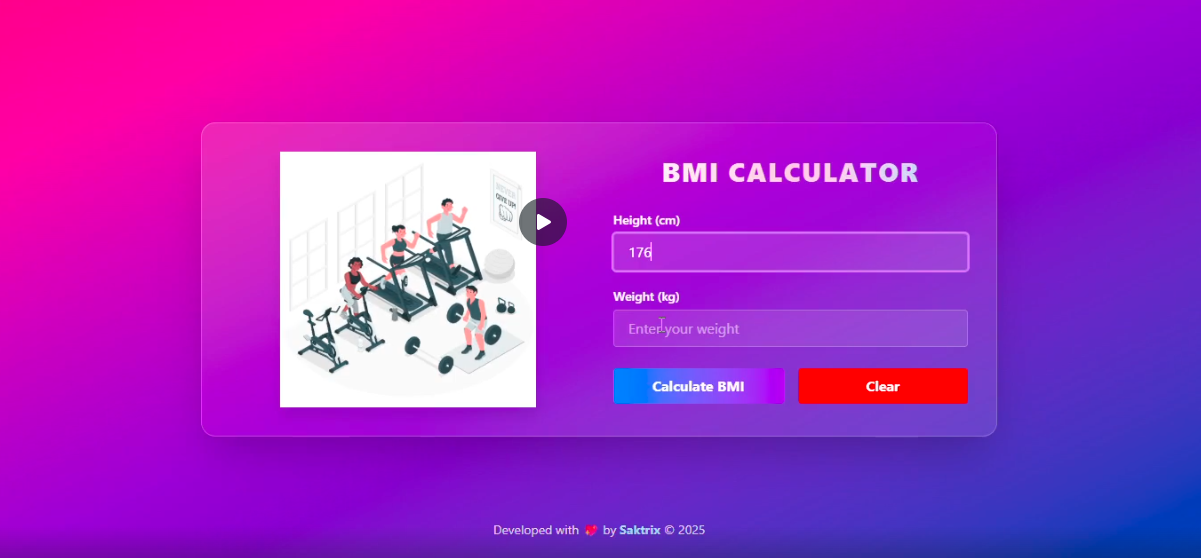 BMI CALCULATOR
Height (cm)
176
Weight (kg)
Enter your weight
Calculate BMI
Clear
Developed with 💖 by Saktrix © 2025